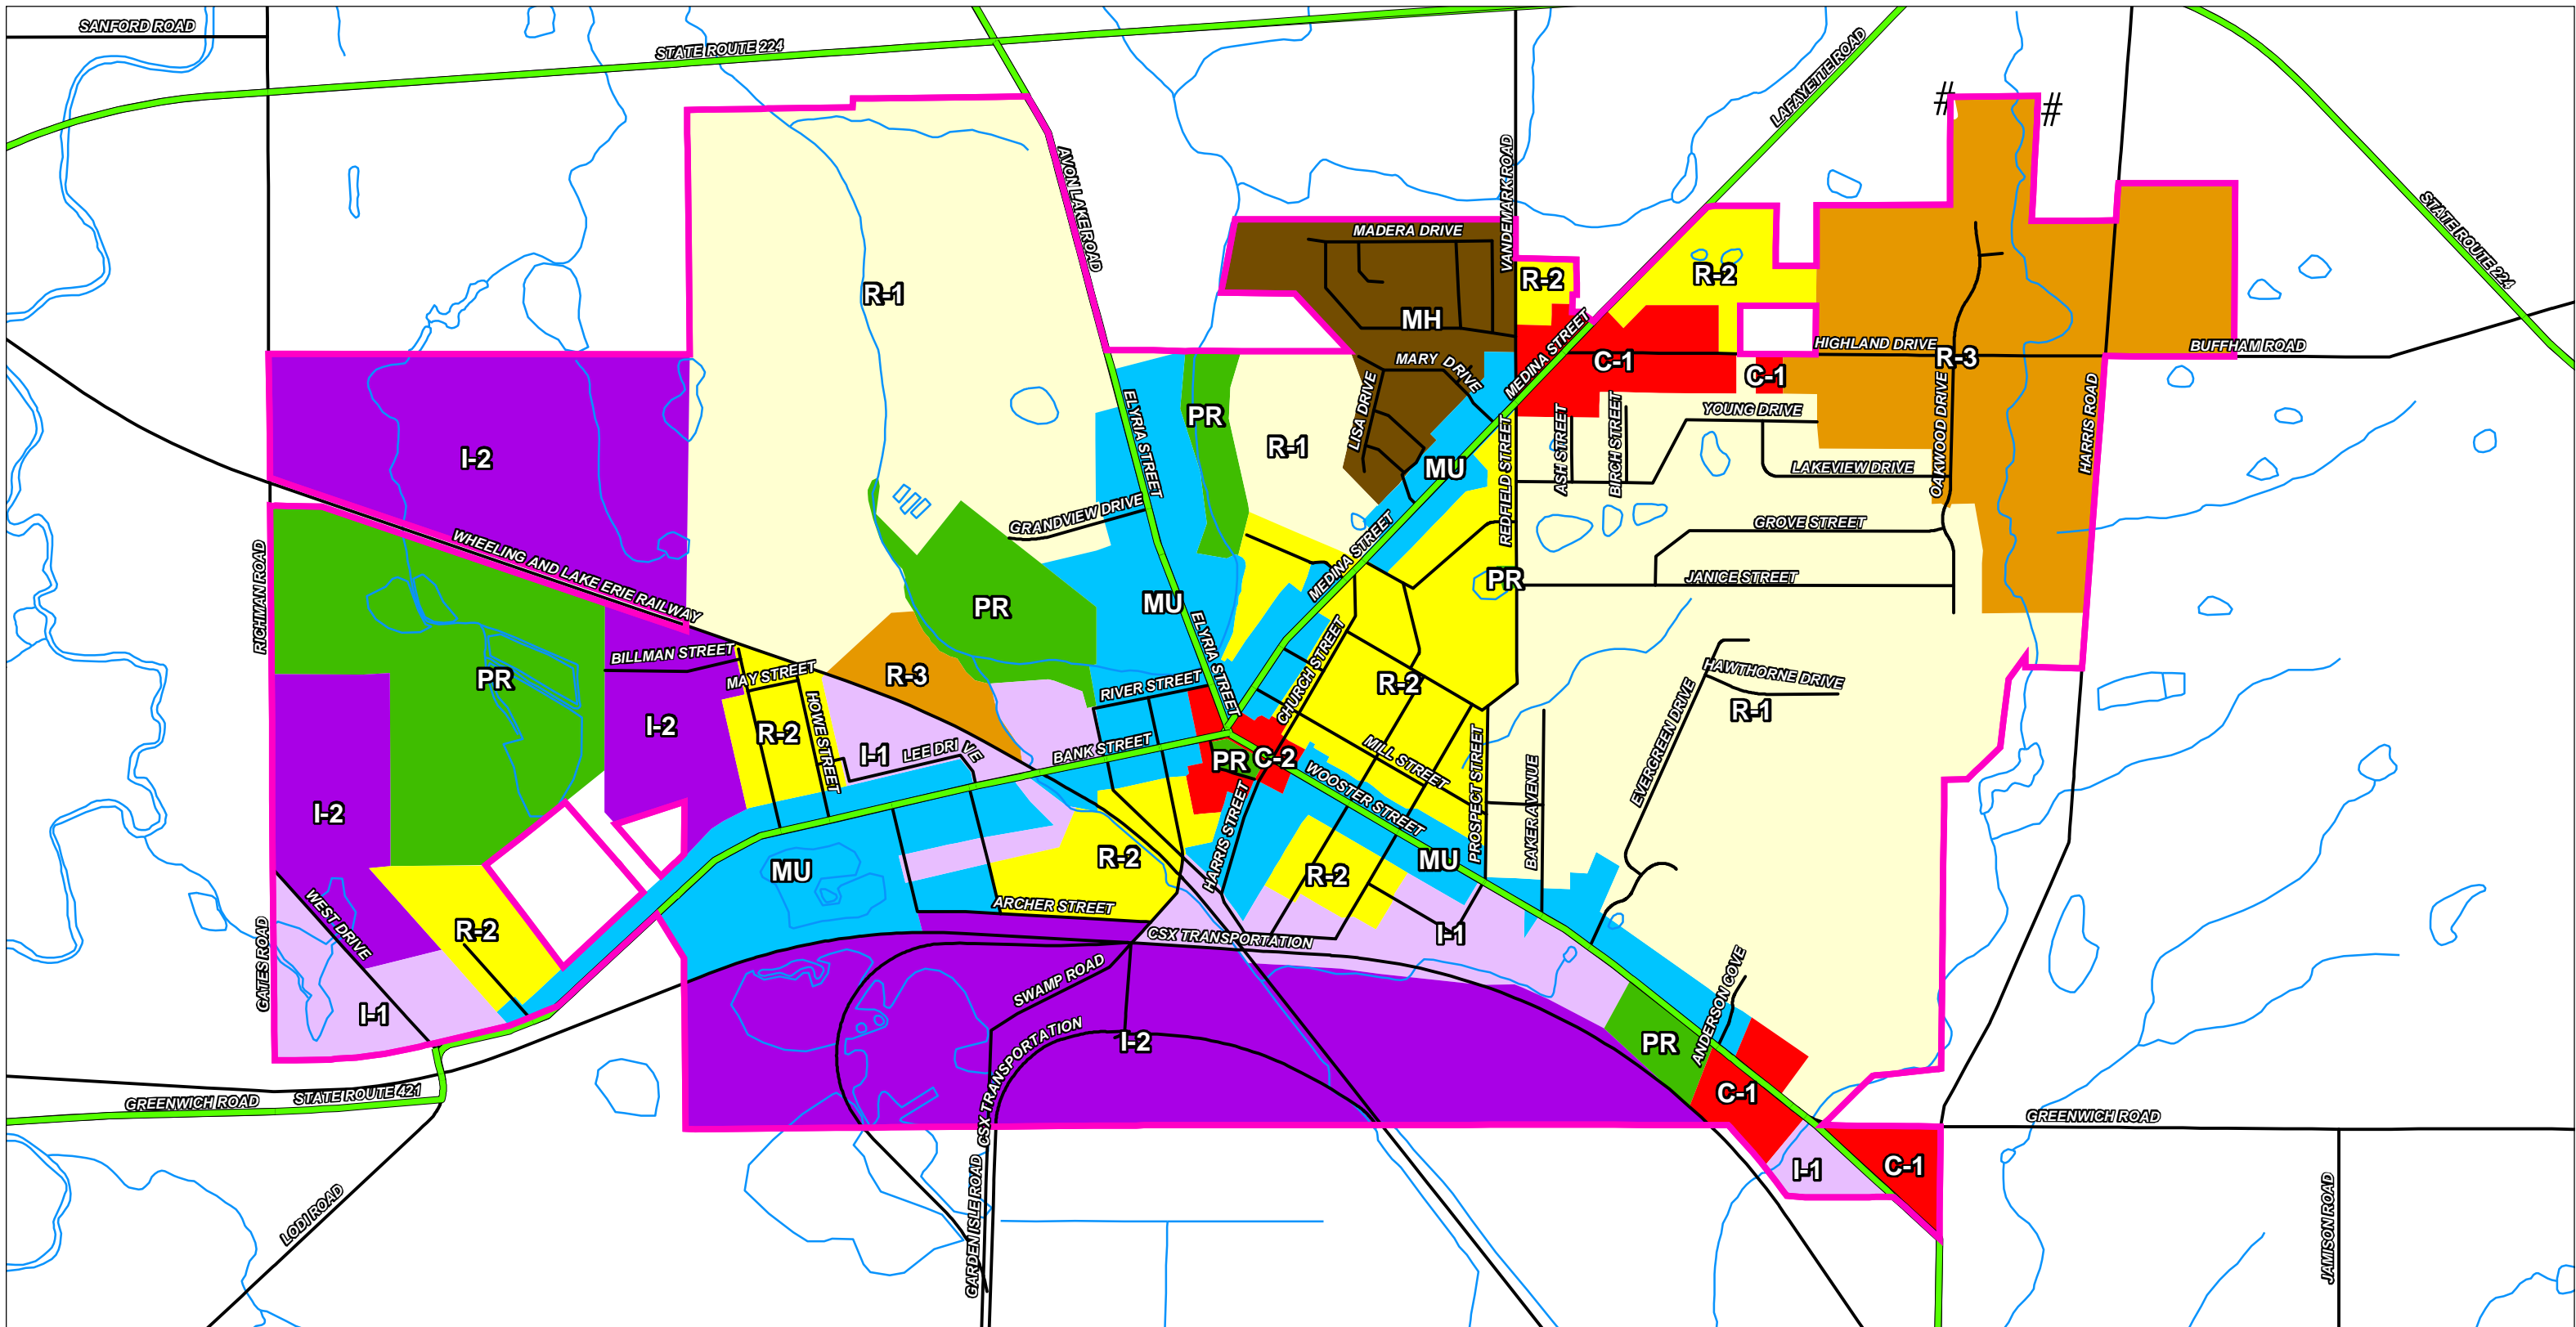 SANFORD ROAD
STATE ROUTE 224
LAFAYETTE ROAD
#
#
AVON LAKE ROAD
VANDEMARK ROAD
STATE ROUTE 224
MADERA DRIVE
R-2
R-2
R-1
MH
MEDINA STREET
HIGHLAND DRIVE
BUFFHAM ROAD
MARY DRIVE
C-1
R-3
C-1
ELYRIA STREET
PR
LISA DRIVE
REDFIELD STREET
ASH STREET
BIRCH STREET
YOUNG DRIVE
OAKWOOD DRIVE
HARRIS ROAD
R-1
I-2
MU
LAKEVIEW DRIVE
GRANDVIEW DRIVE
GROVE STREET
WHEELING AND LAKE ERIE RAILWAY
MEDINA STREET
RICHMAN ROAD
PR
JANICE STREET
PR
MU
BILLMAN STREET
ELYRIA STREET
CHURCH STREET
PR
MAY STREET
R-3
RIVER STREET
R-2
HAWTHORNE DRIVE
R-1
EVERGREEN DRIVE
I-2
R-2
HOWE STREET
I-1
LEE DRIVE
BANK STREET
PR
C-2
MILL STREET
WOOSTER STREET
PROSPECT STREET
BAKER AVENUE
I-2
MU
R-2
HARRIS STREET
R-2
MU
WEST DRIVE
R-2
ARCHER STREET
I-1
CSX TRANSPORTATION
GATES ROAD
SWAMP ROAD
ANDERSON COVE
I-1
CSX TRANSPORTATION
I-2
PR
C-1
GREENWICH ROAD
STATE ROUTE 421
GREENWICH ROAD
I-1
C-1
LODI ROAD
GARDEN ISLE ROAD
JAMISON ROAD